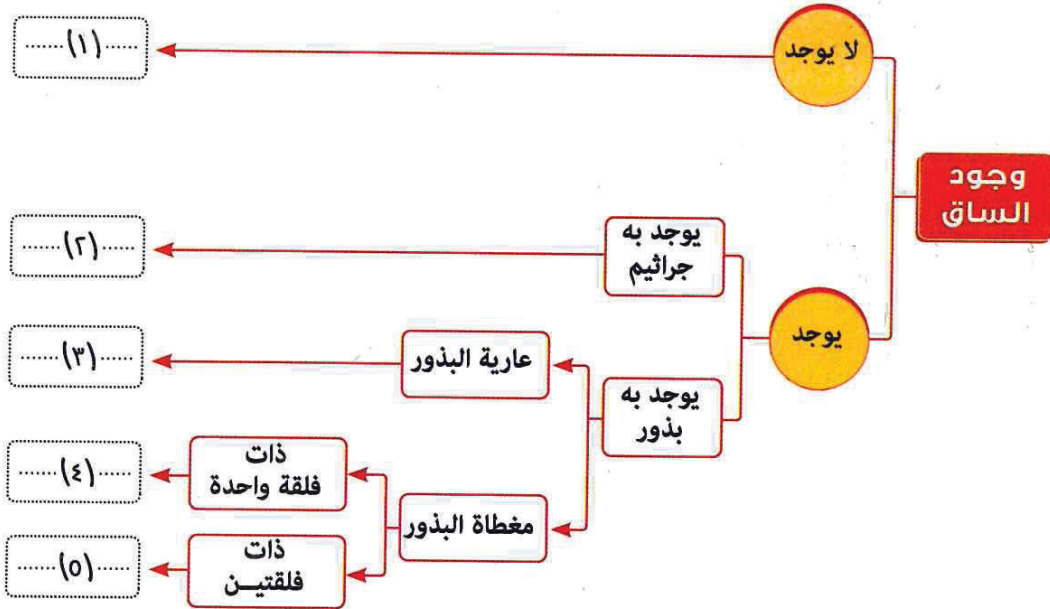 وجود
الساق
لا يوجد
......(١)......
يوجد
يوجد به
جراثيم
......(٢)......
يوجد به
بذور
عارية البذور
......(٣)......
مغطاة البذور
ذات
فلقة واحدة
......(٤)......
ذات
فلقتيــن
......(٥)......